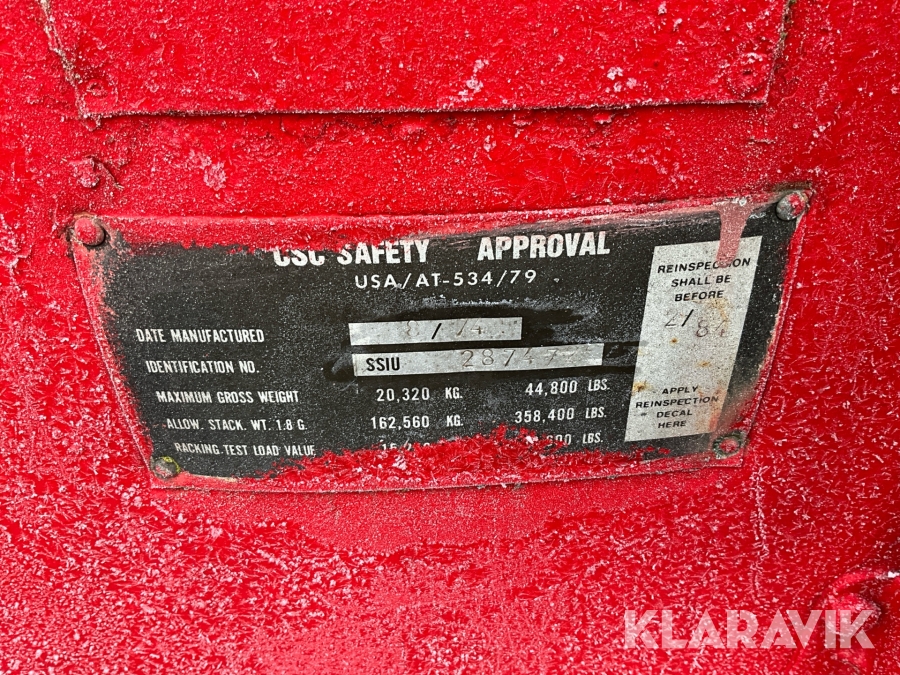 CSC SAFETY APPROVAL
USA/AT-534/79
DATE MANUFACTURED
IDENTIFICATION NO. SSIU
MAXIMUM GROSS WEIGHT 20,320 KG. 44,800 LBS.
ALLOW. STACK. WT. 1.8 G. 162,560 KG. 358,400 LBS.
RACKING TEST LOAD VALUE LBS.
REINSPECTION
SHALL BE
BEFORE
APPLY
REINSPECTION
DECAL
HERE
KLARAVIK